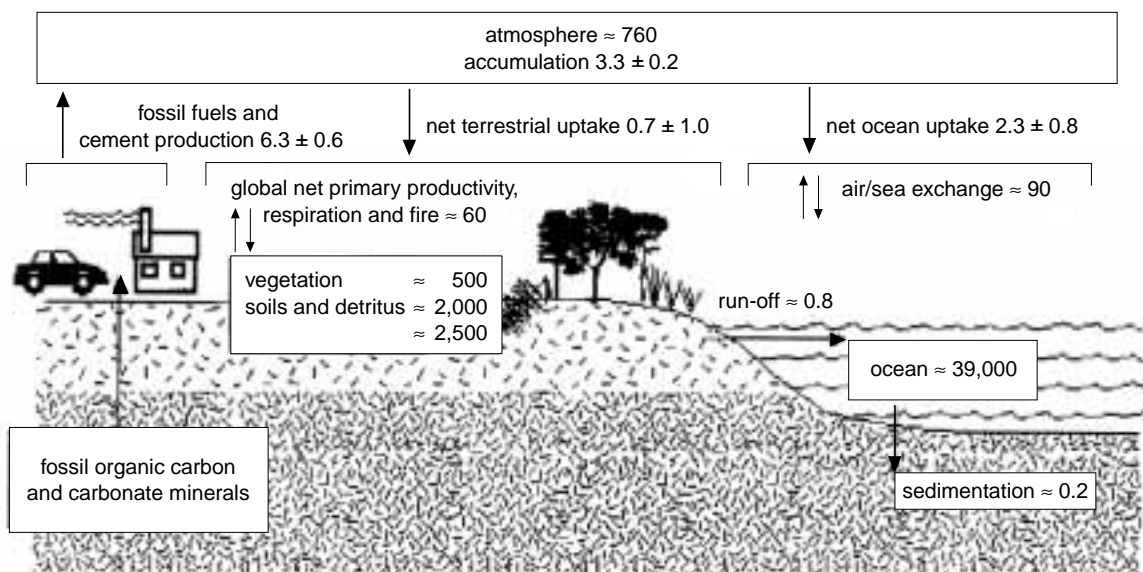 atmosphere ≈ 760
accumulation 3.3 ± 0.2
fossil fuels and
cement production 6.3 ± 0.6
net terrestrial uptake 0.7 ± 1.0
net ocean uptake 2.3 ± 0.8
global net primary productivity,
respiration and fire ≈ 60
air/sea exchange ≈ 90
vegetation ≈ 500
soils and detritus ≈ 2,000
≈ 2,500
run-off ≈ 0.8
ocean ≈ 39,000
fossil organic carbon
and carbonate minerals
sedimentation ≈ 0.2